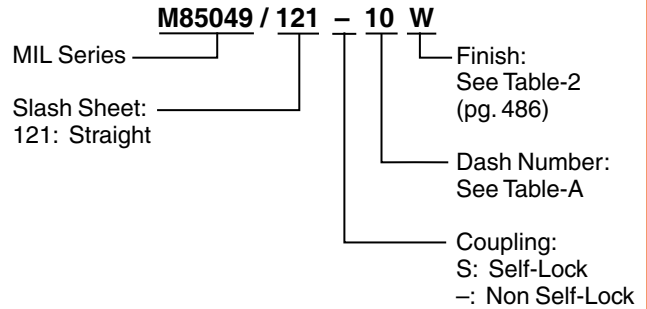 M85049 / 121 – 10 W
MIL Series
Slash Sheet:
121: Straight
Finish:
See Table-2
(pg. 486)
Dash Number:
See Table-A
Coupling:
S: Self-Lock
–: Non Self-Lock